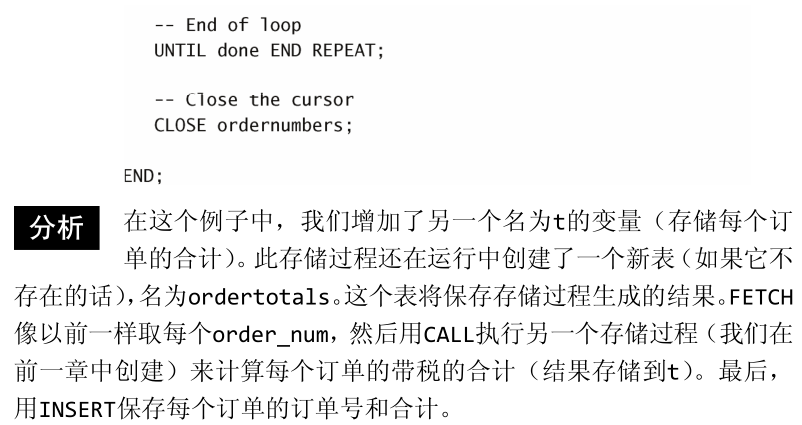 -- End of loop
UNTIL done END REPEAT;
-- Close the cursor
CLOSE ordernumbers;
END;
分析 在这个例子中，我们增加了另一个名为t的变量（存储每个订
单的合计）。此存储过程还在运行中创建了一个新表（如果它不
存在的话），名为ordertotals。这个表将保存存储过程生成的结果。FETCH
像以前一样取每个order_num，然后用CALL执行另一个存储过程（我们在
前一章中创建）来计算每个订单的带税的合计（结果存储到t）。最后，
用INSERT保存每个订单的订单号和合计。